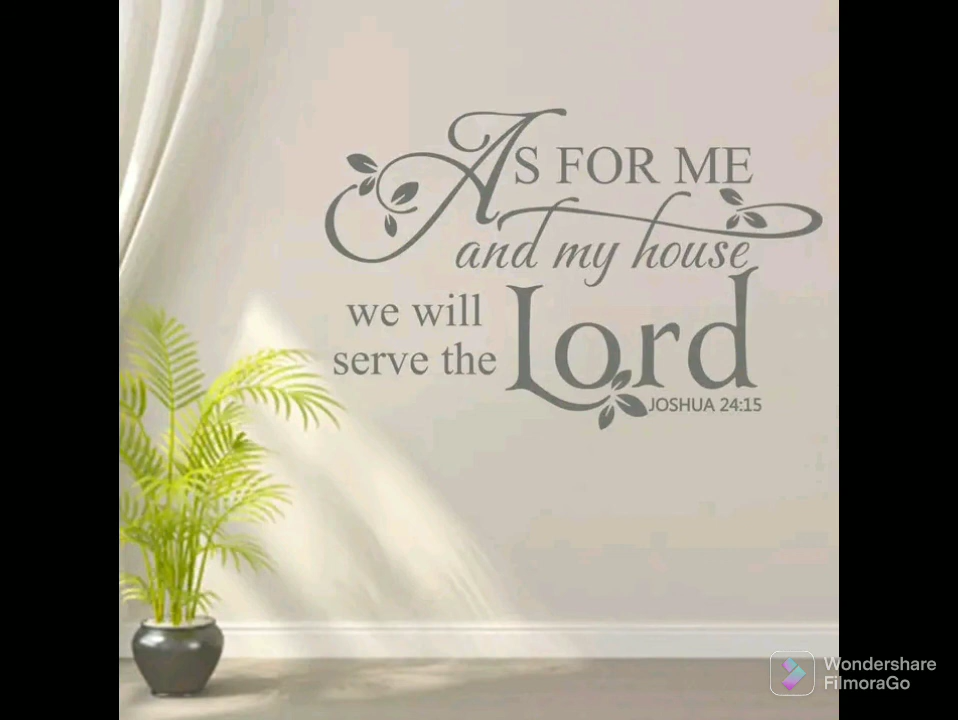 AS FOR ME
and my house
we will
serve the
Lord
JOSHUA 24:15
Wondershare
FilmoraGo